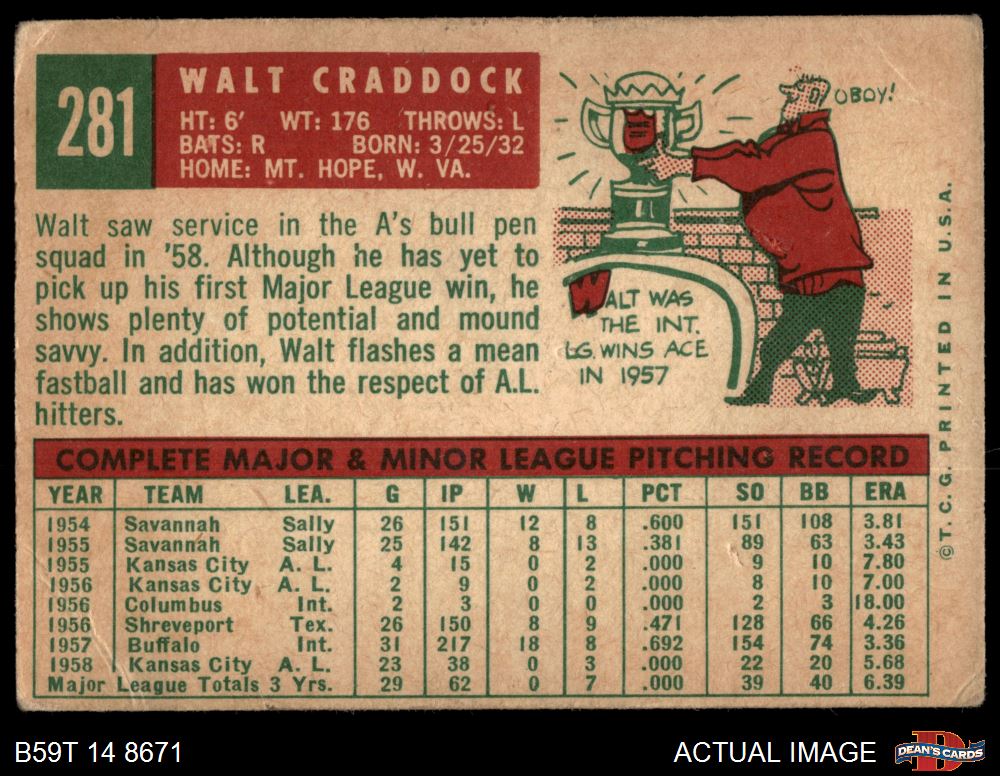 281
WALT CRADDOCK
HT: 6' WT: 176 THROWS: L
BATS: R BORN: 3/25/32
HOME: MT. HOPE, W. VA.
OBOY!
Walt saw service in the A's bull pen
squad in '58. Although he has yet to
pick up his first Major League win, he
shows plenty of potential and mound
savvy. In addition, Walt flashes a mean
fastball and has won the respect of A.L.
hitters.
WALT WAS
THE INT.
LG. WINS ACE
IN 1957
COMPLETE MAJOR & MINOR LEAGUE PITCHING RECORD
YEAR TEAM LEA. G IP W L PCT SO BB ERA
1954 Savannah Sally 26 151 12 8 .600 151 108 3.81
1955 Savannah Sally 25 142 8 13 .381 89 63 3.43
1955 Kansas City A. L. 4 15 0 2 .000 9 10 7.80
1956 Kansas City A. L. 2 9 0 2 .000 8 10 7.00
1956 Columbus Int. 2 3 0 0 .000 2 3 18.00
1956 Shreveport Tex. 26 150 8 9 .471 128 66 4.26
1957 Buffalo Int. 31 217 18 8 .692 154 74 3.36
1958 Kansas City A. L. 23 38 0 3 .000 22 20 5.68
Major League Totals 3 Yrs. 29 62 0 7 .000 39 40 6.39
© T. C. G. PRINTED IN U.S.A.
B59T 14 8671
ACTUAL IMAGE
DEAN'S CARDS